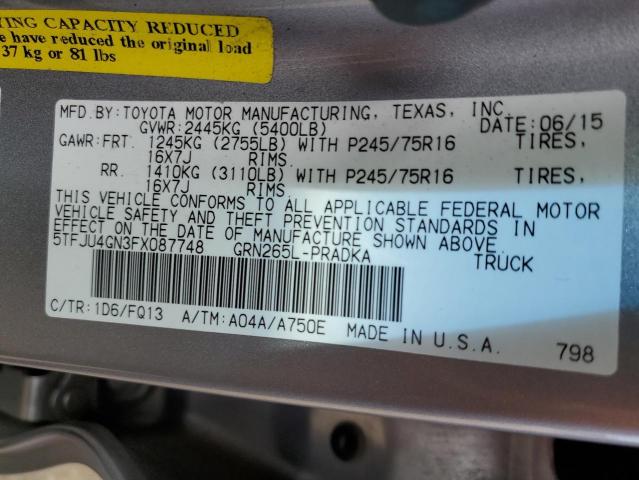 YING CAPACITY REDUCED
e have reduced the original load
37 kg or 81 lbs
MFD.BY:TOYOTA MOTOR MANUFACTURING, TEXAS, INC.
GVWR:2445KG (5400LB) DATE:06/15
GAWR:FRT. 1245KG (2755LB) WITH P245/75R16 TIRES,
16X7J RIMS.
RR. 1410KG (3110LB) WITH P245/75R16 TIRES,
16X7J RIMS.
THIS VEHICLE CONFORMS TO ALL APPLICABLE FEDERAL MOTOR
VEHICLE SAFETY AND THEFT PREVENTION STANDARDS IN
EFFECT ON THE DATE OF MANUFACTURE SHOWN ABOVE.
5TFJU4GN3FX087748 GRN265L-PRADKA TRUCK
C/TR:1D6/FQ13 A/TM:A04A/A750E MADE IN U.S.A. 798